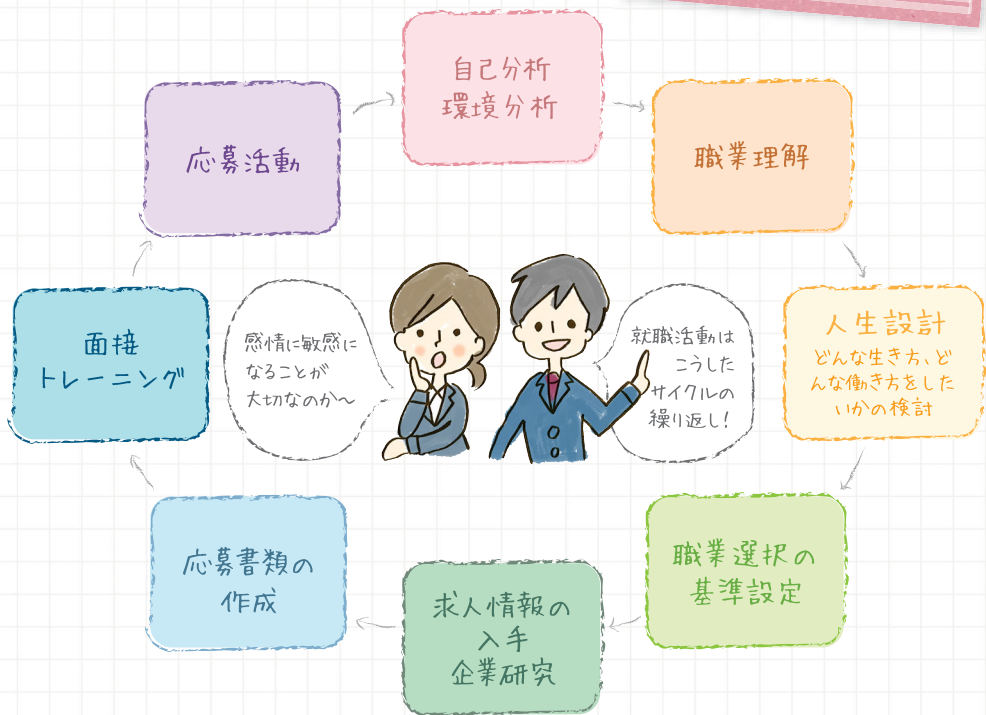 自己分析
環境分析
職業理解
人生設計
どんな生き方、ど
んな働き方をした
いかの検討
職業選択の
基準設定
求人情報の
入手
企業研究
応募書類の
作成
面接
トレーニング
応募活動
感情に敏感に
なることが
大切なのか〜
就職活動は
こうした
サイクルの
繰り返し!